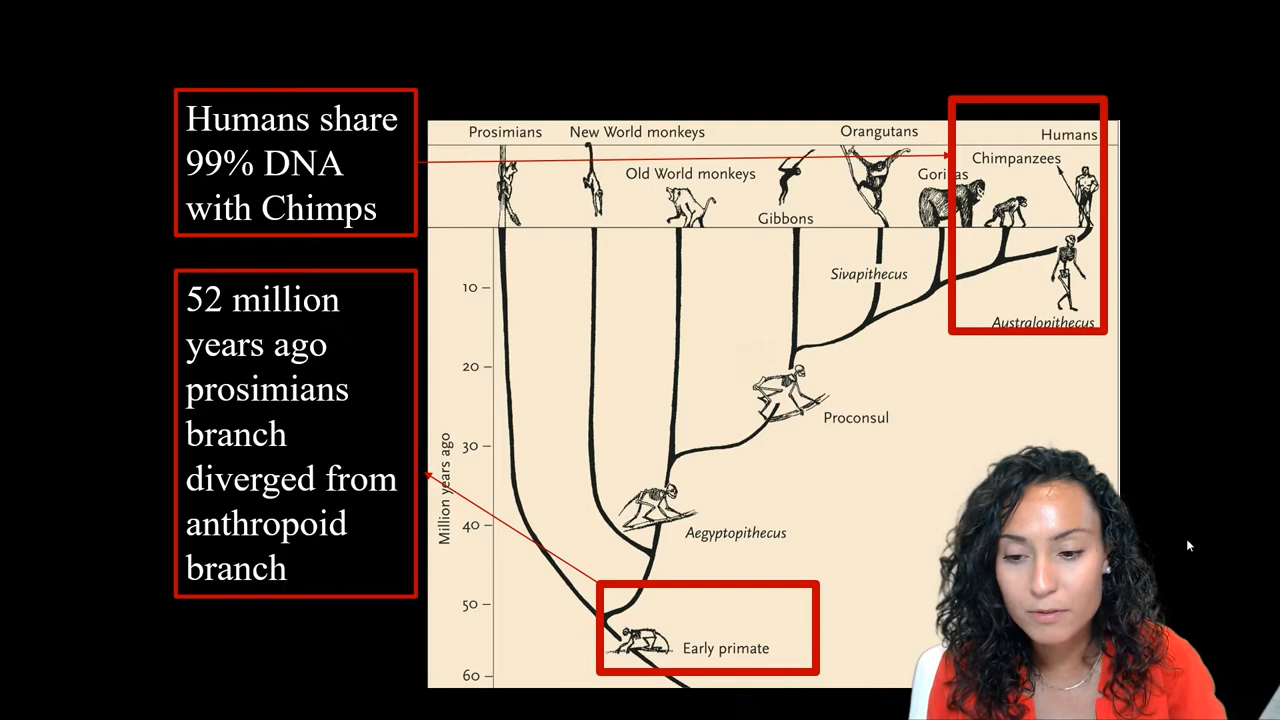 Humans share
99% DNA
with Chimps
52 million
years ago
prosimians
branch
diverged from
anthropoid
branch
Prosimians
New World monkeys
Old World monkeys
Gibbons
Orangutans
Gorillas
Chimpanzees
Humans
Sivapithecus
Australopithecus
Proconsul
Aegyptopithecus
Early primate
Million years ago
10
20
30
40
50
60